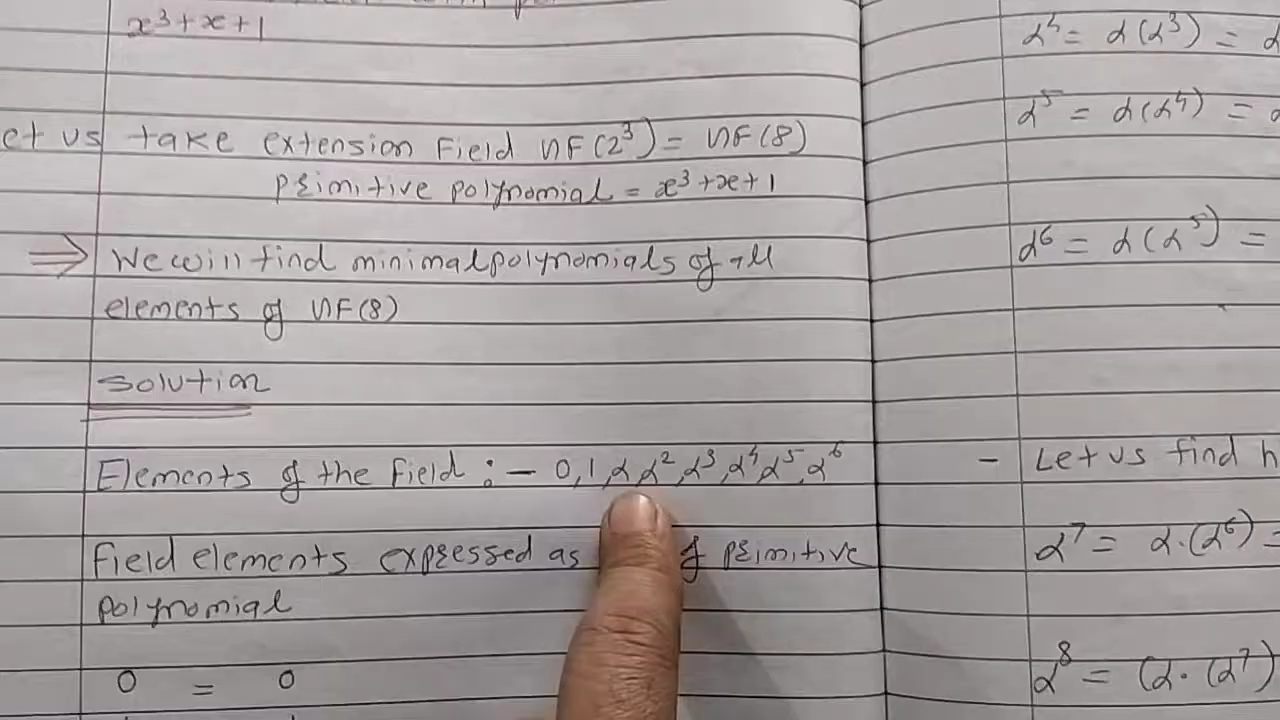 x³+x+1
et us take extension Field GF(2³) = GF(8)
primitive polynomial = x³+x+1
⇒ We will find minimal polynomials of all
elements of GF(8)
Solution
Elements of the Field :- 0,1,α,α²,α³,α⁴,α⁵,α⁶
Field elements expressed as of primitive
polynomial
0 = 0
α⁴ = α(α³) =
α⁵ = α(α⁴) =
α⁶ = α(α⁵) =
- Let us find h
α⁷ = α.(α⁶) =
α⁸ = (α.(α⁷)